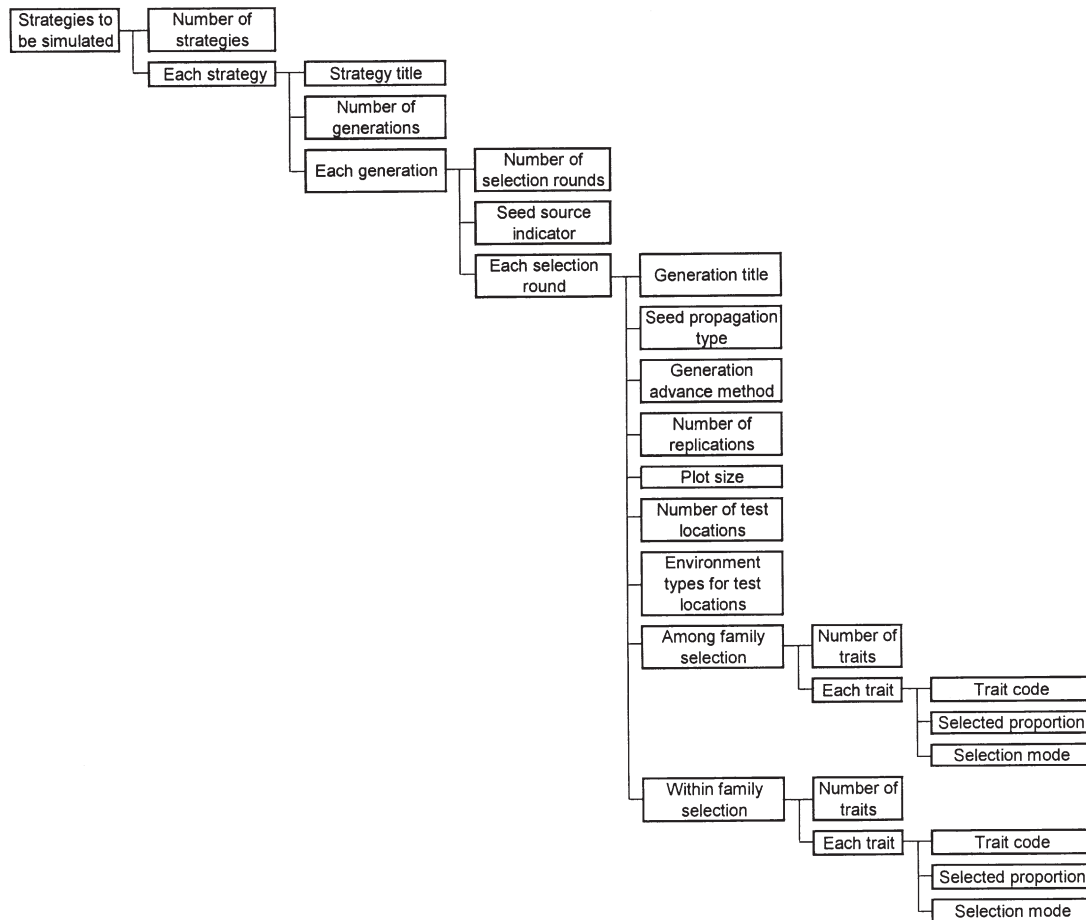 Strategies to
be simulated
Number of
strategies
Each strategy
Strategy title
Number of
generations
Each generation
Number of
selection rounds
Seed source
indicator
Each selection
round
Generation title
Seed propagation
type
Generation
advance method
Number of
replications
Plot size
Number of test
locations
Environment
types for test
locations
Among family
selection
Number of
traits
Each trait
Trait code
Selected proportion
Selection mode
Within family
selection
Number of
traits
Each trait
Trait code
Selected proportion
Selection mode